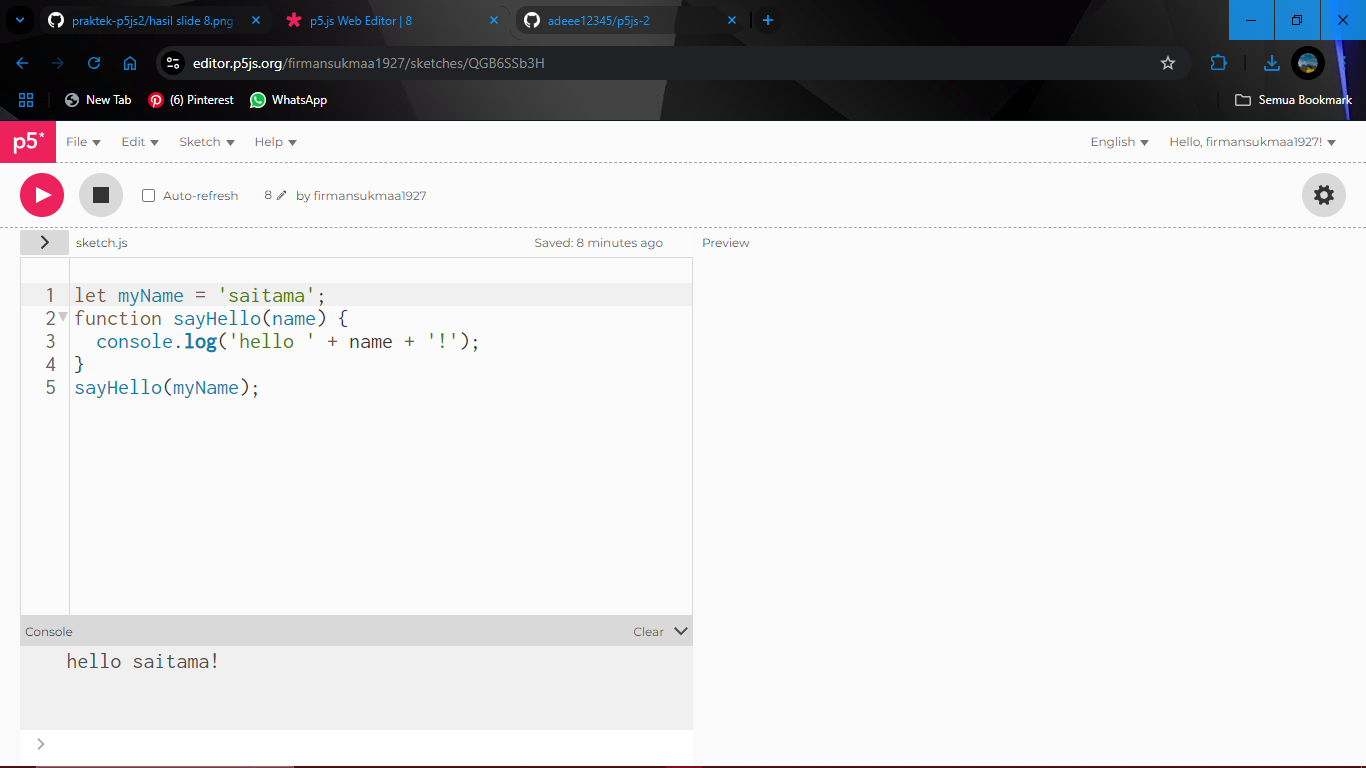 praktek-p5js2/hasil slide 8.png
p5.js Web Editor | 8
adeee12345/p5js-2
editor.p5js.org/firmansukmaa1927/sketches/QGB6SSb3H
New Tab
(6) Pinterest
WhatsApp
Semua Bookmark
p5*
File
Edit
Sketch
Help
English
Hello, firmansukmaa1927!
Auto-refresh
8
by firmansukmaa1927
sketch.js
Saved: 8 minutes ago
Preview
1 let myName = 'saitama';
2 function sayHello(name) {
3   console.log('hello ' + name + '!');
4 }
5 sayHello(myName);
Console
Clear
hello saitama!